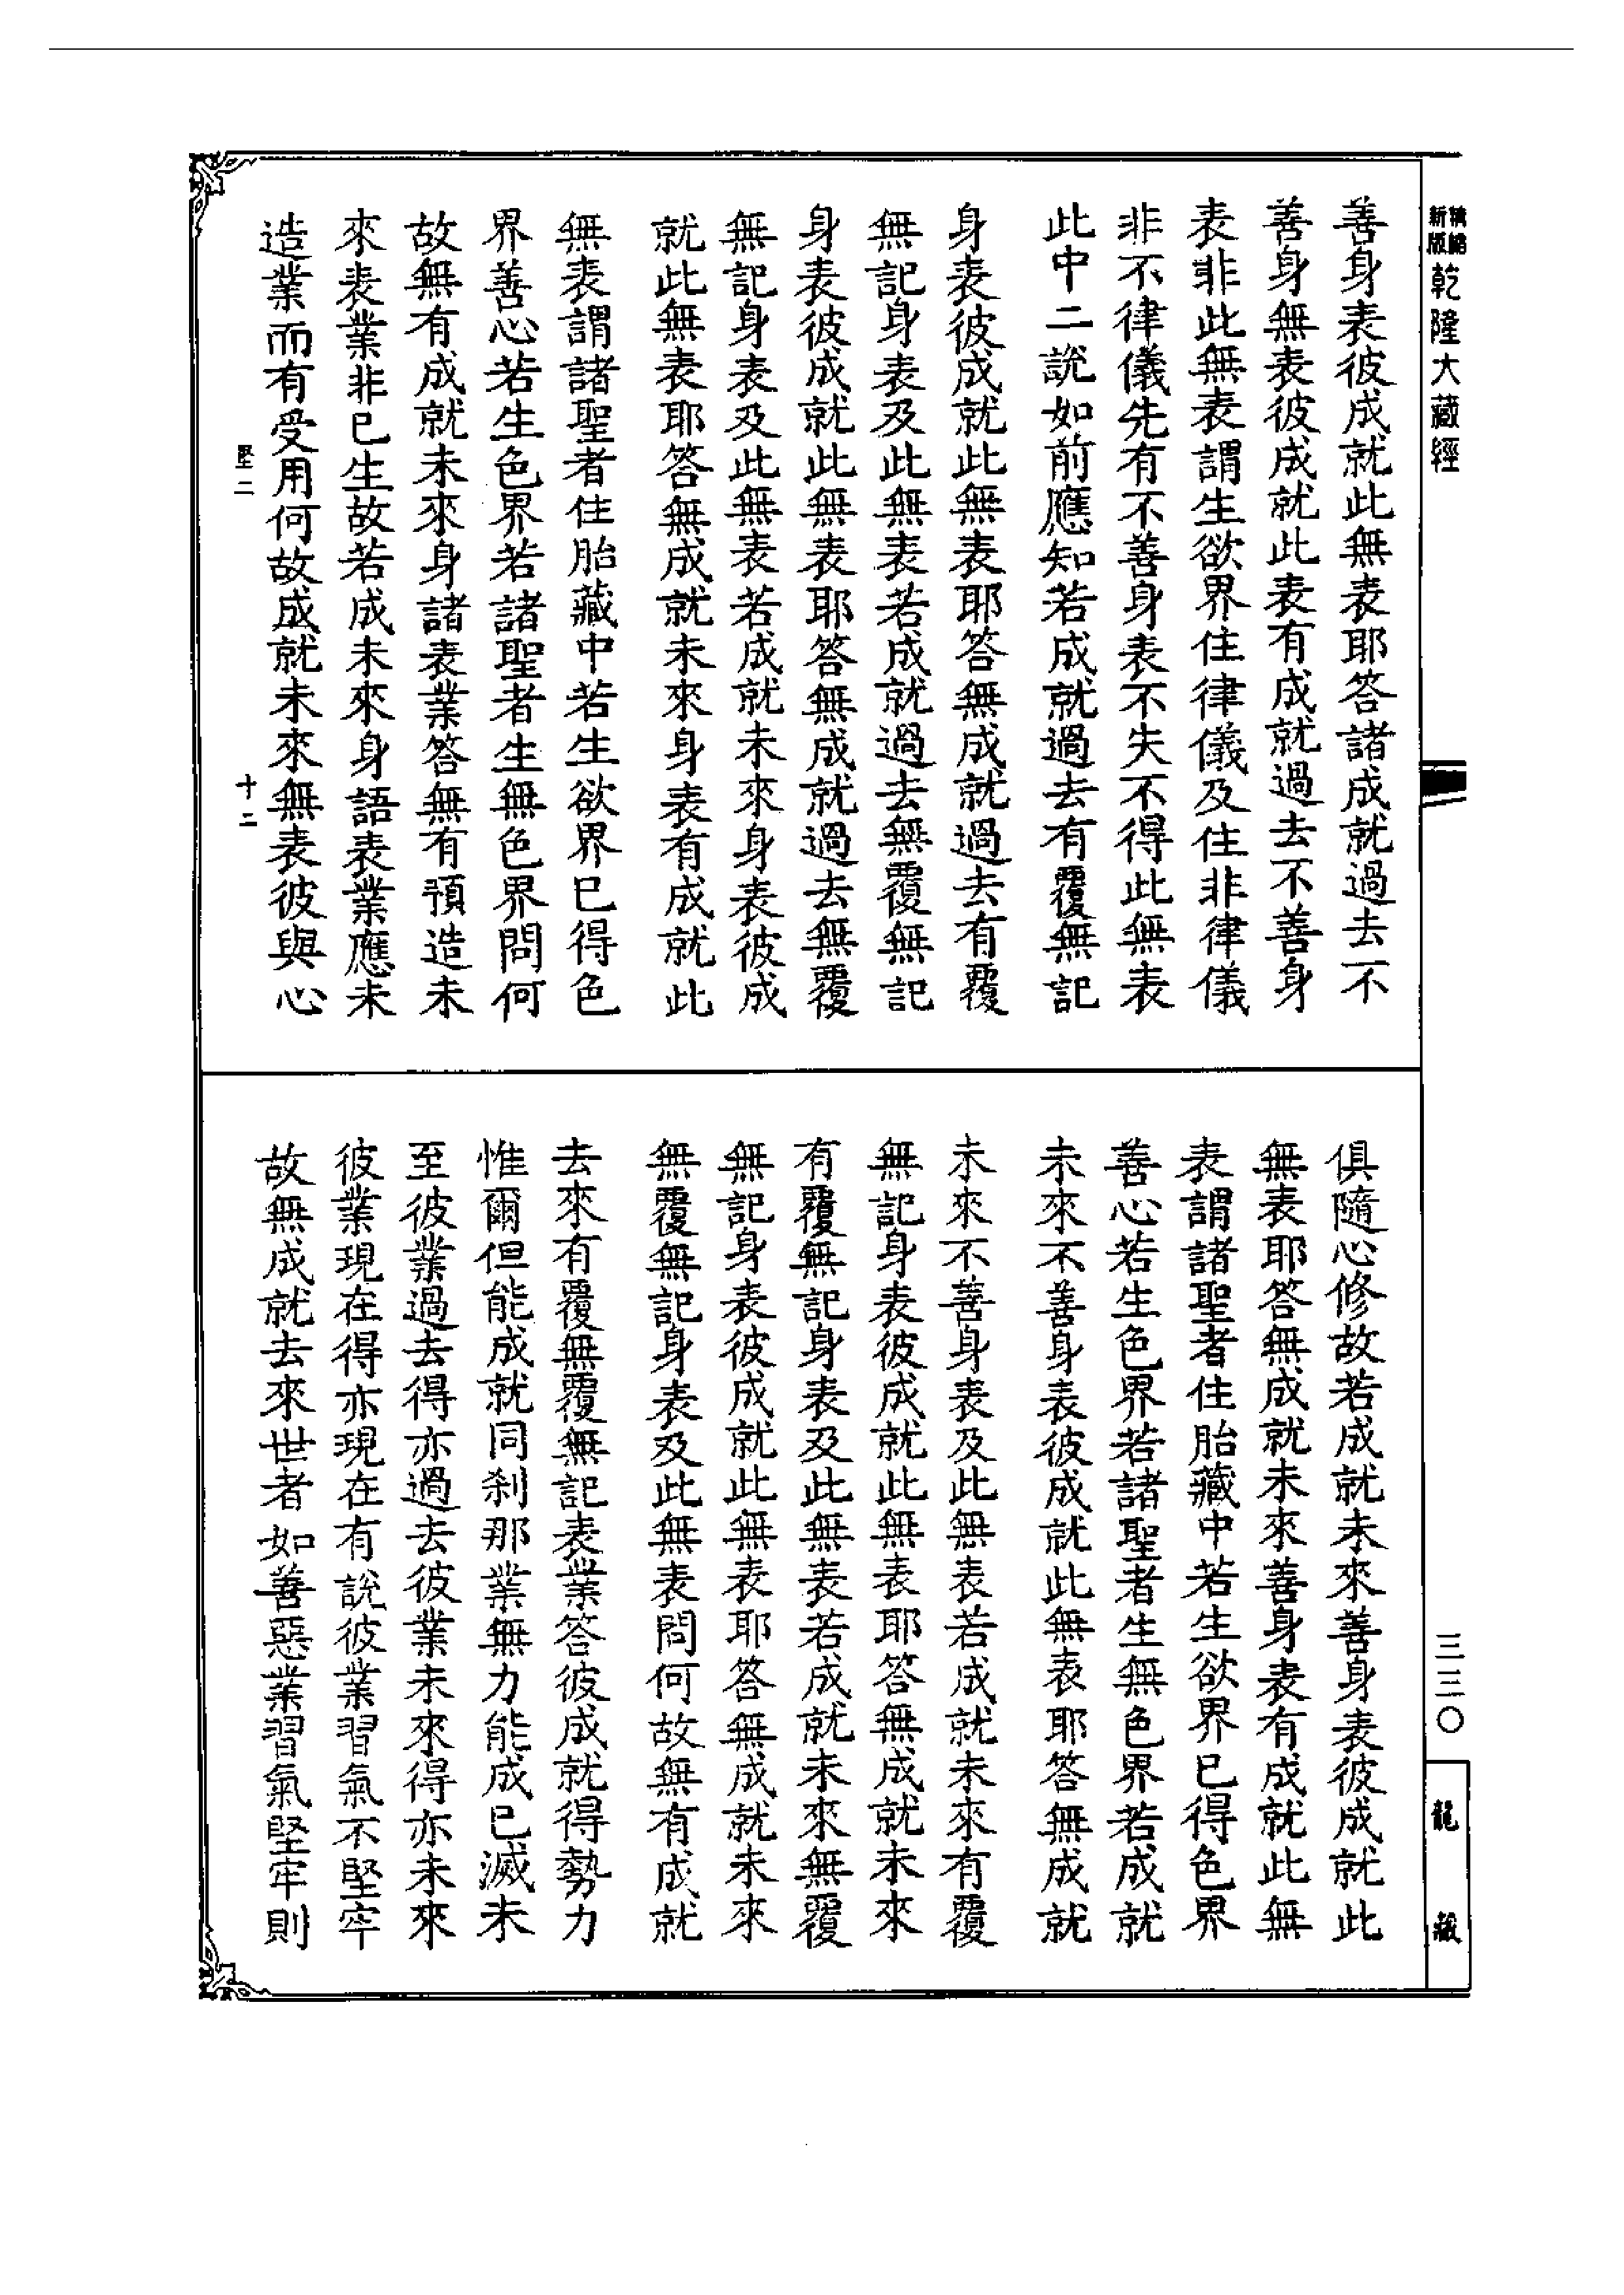 新版
精縮
乾隆大藏經
善身表彼成就此無表耶答諸成就過去不
善身無表彼成就此表有成就過去不善身
表非此無表謂生欲界住律儀及住非律儀
非不律儀先有不善身表不失不得此無表
此中二說如前應知若成就過去有覆無記
身表彼成就此無表耶答無成就過去有覆
無記身表及此無表若成就過去無覆無記
身表彼成就此無表耶答無成就過去無覆
無記身表及此無表若成就未來身表彼成
就此無表耶答無成就未來身表有成就此
無表謂諸聖者住胎藏中若生欲界已得色
界善心若生色界若諸聖者生無色界問何
故無有成就未來身諸表業答無有預造未
來表業非已生故若成未來身語表業應未
造業而有受用何故成就未來無表彼與心
堅二
十二
俱隨心修故若成就未來善身表彼成就此
無表耶答無成就未來善身表有成就此無
表謂諸聖者住胎藏中若生欲界已得色界
善心若生色界若諸聖者生無色界若成就
未來不善身表彼成就此無表耶答無成就
未來不善身表及此無表若成就未來有覆
無記身表彼成就此無表耶答無成就未來
有覆無記身表及此無表若成就未來無覆
無記身表彼成就此無表耶答無成就未來
無覆無記身表及此無表問何故無有成就
去來有覆無覆無記表業答彼成就得勢力
惟爾但能成就同剎那業無力能成已滅未
至彼業過去得亦過去彼業未來得亦未來
彼業現在得亦現在有說彼業習氣不堅牢
故無成就去來世者如善惡業習氣堅牢則
三三〇
龍藏